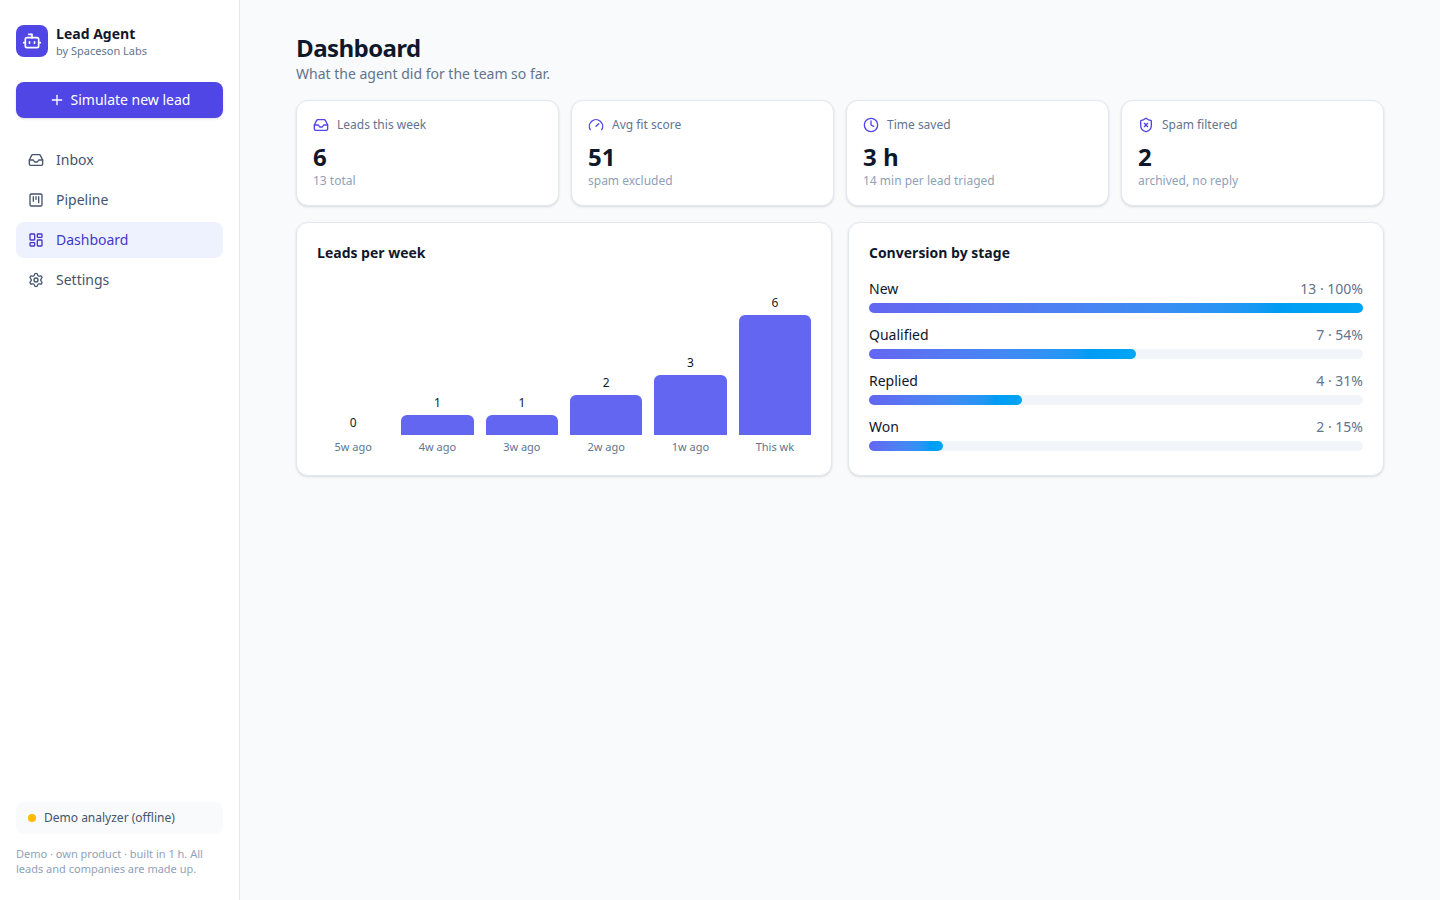 Lead Agent
by Spaceson Labs
Simulate new lead
Inbox
Pipeline
Dashboard
Settings
Demo analyzer (offline)
Demo · own product · built in 1 h. All
leads and companies are made up.
Dashboard
What the agent did for the team so far.
Leads this week
6
13 total
Avg fit score
51
spam excluded
Time saved
3 h
14 min per lead triaged
Spam filtered
2
archived, no reply
Leads per week
0
1
1
2
3
6
5w ago
4w ago
3w ago
2w ago
1w ago
This wk
Conversion by stage
New 13 · 100%
Qualified 7 · 54%
Replied 4 · 31%
Won 2 · 15%